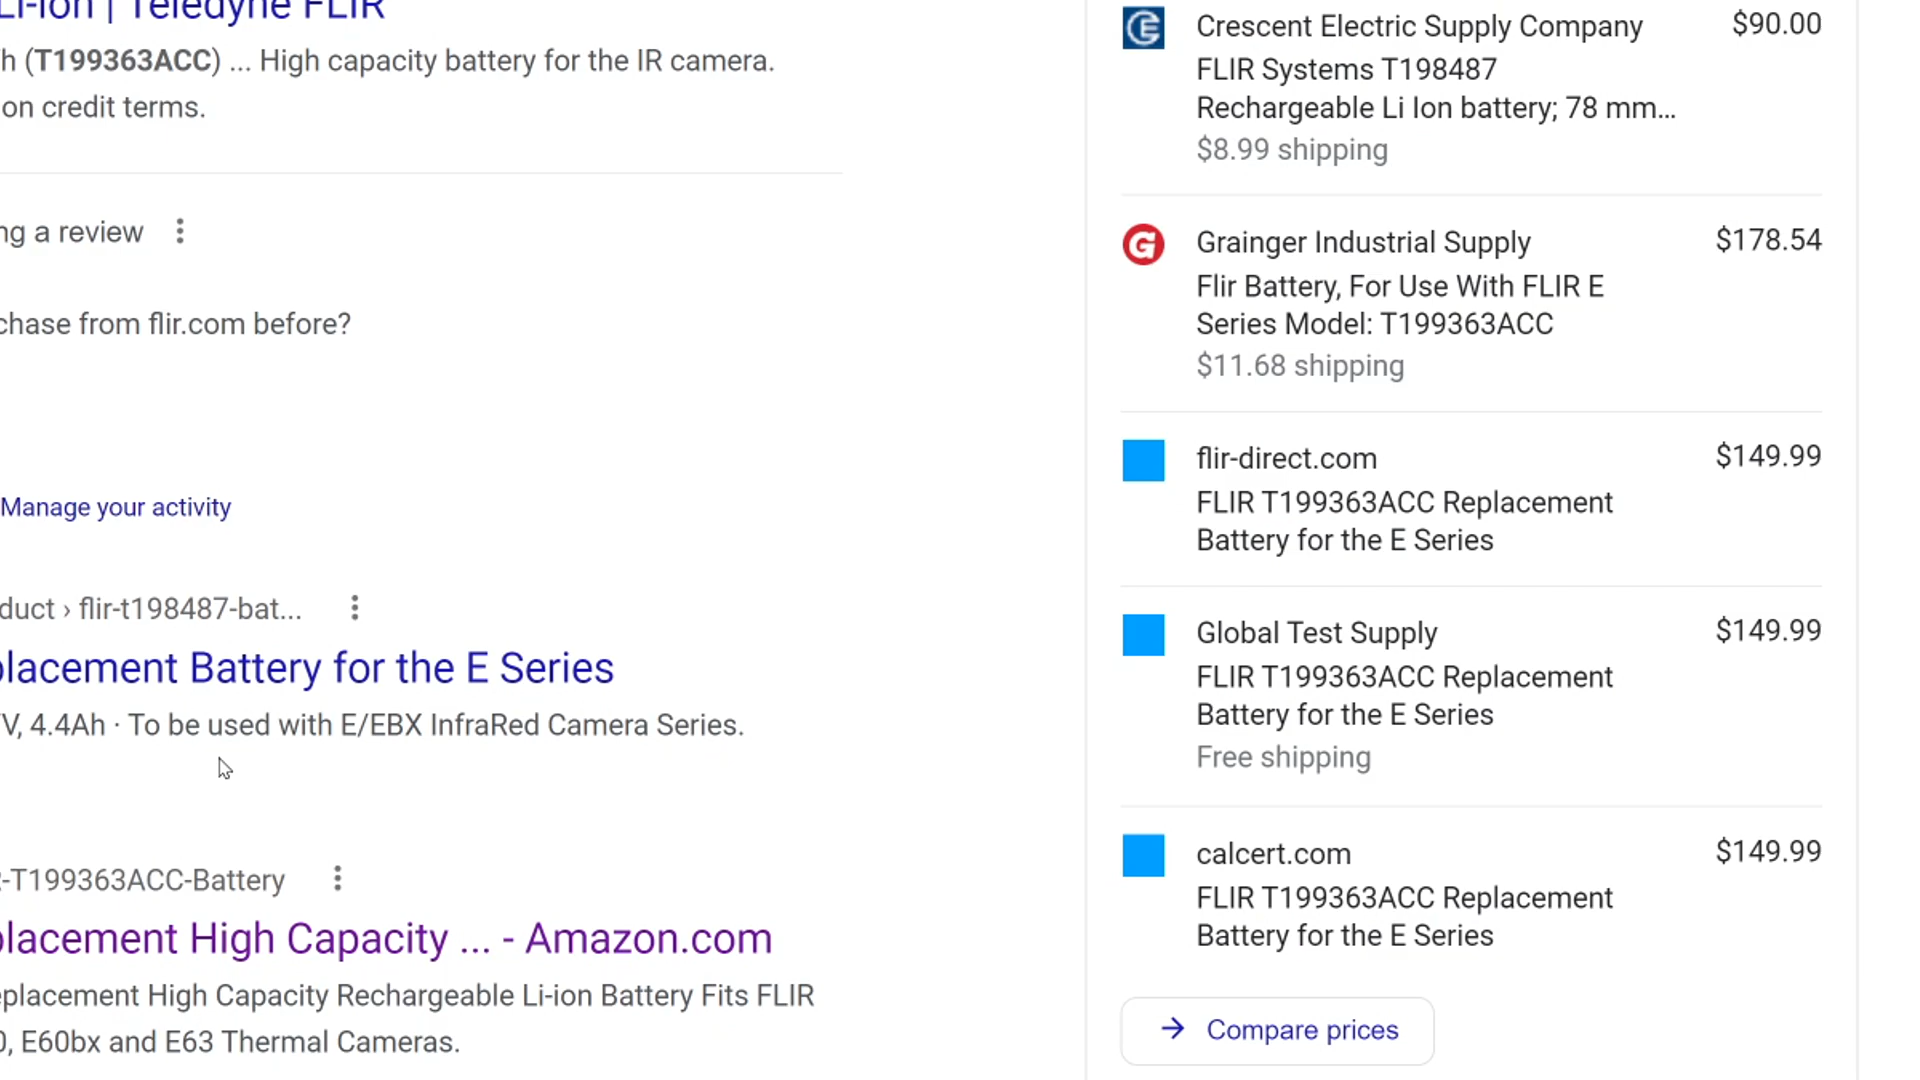 Li-Ion | Teledyne FLIR
h (T199363ACC) ... High capacity battery for the IR camera.
on credit terms.
ng a review
chase from flir.com before?
Manage your activity
duct › flir-t198487-bat...
placement Battery for the E Series
V, 4.4Ah · To be used with E/EBX InfraRed Camera Series.
-T199363ACC-Battery
placement High Capacity ... - Amazon.com
eplacement High Capacity Rechargeable Li-ion Battery Fits FLIR
0, E60bx and E63 Thermal Cameras.
Crescent Electric Supply Company $90.00
FLIR Systems T198487
Rechargeable Li Ion battery; 78 mm...
$8.99 shipping
Grainger Industrial Supply $178.54
Flir Battery, For Use With FLIR E
Series Model: T199363ACC
$11.68 shipping
flir-direct.com $149.99
FLIR T199363ACC Replacement
Battery for the E Series
Global Test Supply $149.99
FLIR T199363ACC Replacement
Battery for the E Series
Free shipping
calcert.com $149.99
FLIR T199363ACC Replacement
Battery for the E Series
Compare prices